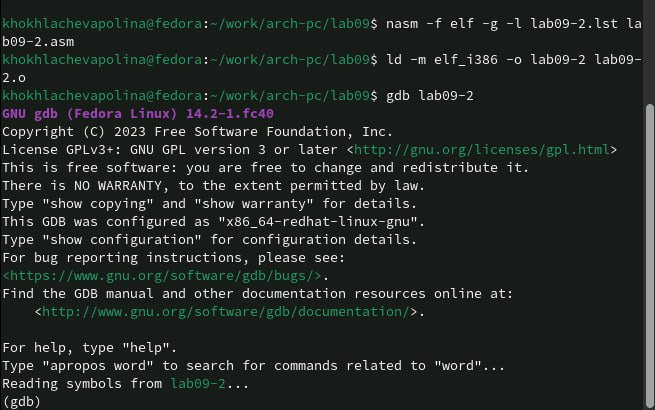 khokhlachevapolina@fedora:~/work/arch-pc/lab09$ nasm -f elf -g -l lab09-2.lst la
b09-2.asm
khokhlachevapolina@fedora:~/work/arch-pc/lab09$ ld -m elf_i386 -o lab09-2 lab09-
2.o
khokhlachevapolina@fedora:~/work/arch-pc/lab09$ gdb lab09-2
GNU gdb (Fedora Linux) 14.2-1.fc40
Copyright (C) 2023 Free Software Foundation, Inc.
License GPLv3+: GNU GPL version 3 or later <http://gnu.org/licenses/gpl.html>
This is free software: you are free to change and redistribute it.
There is NO WARRANTY, to the extent permitted by law.
Type "show copying" and "show warranty" for details.
This GDB was configured as "x86_64-redhat-linux-gnu".
Type "show configuration" for configuration details.
For bug reporting instructions, please see:
<https://www.gnu.org/software/gdb/bugs/>.
Find the GDB manual and other documentation resources online at:
    <http://www.gnu.org/software/gdb/documentation/>.

For help, type "help".
Type "apropos word" to search for commands related to "word"...
Reading symbols from lab09-2...
(gdb)